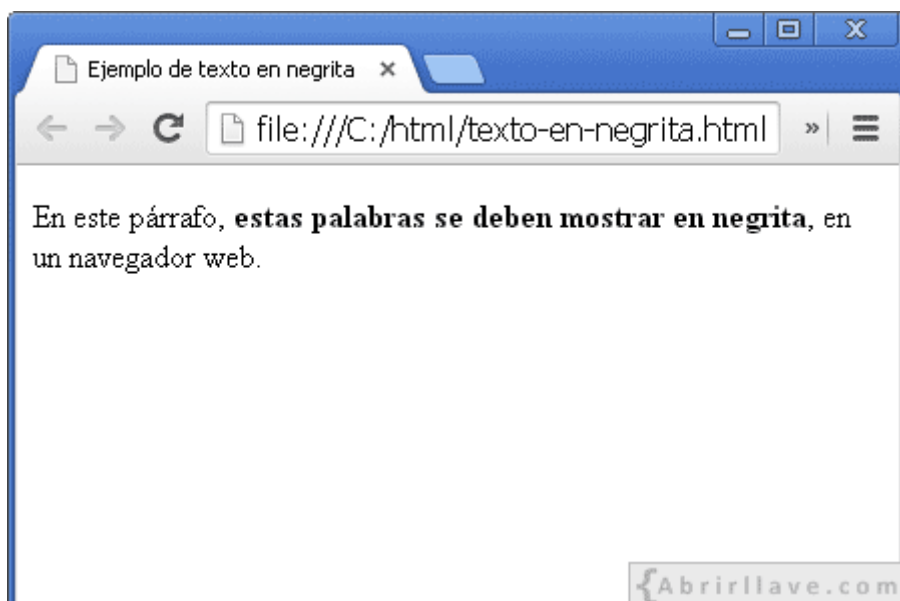 Ejemplo de texto en negrita
file:///C:/html/texto-en-negrita.html
En este párrafo, estas palabras se deben mostrar en negrita, en
un navegador web.
{Abrirllave.com